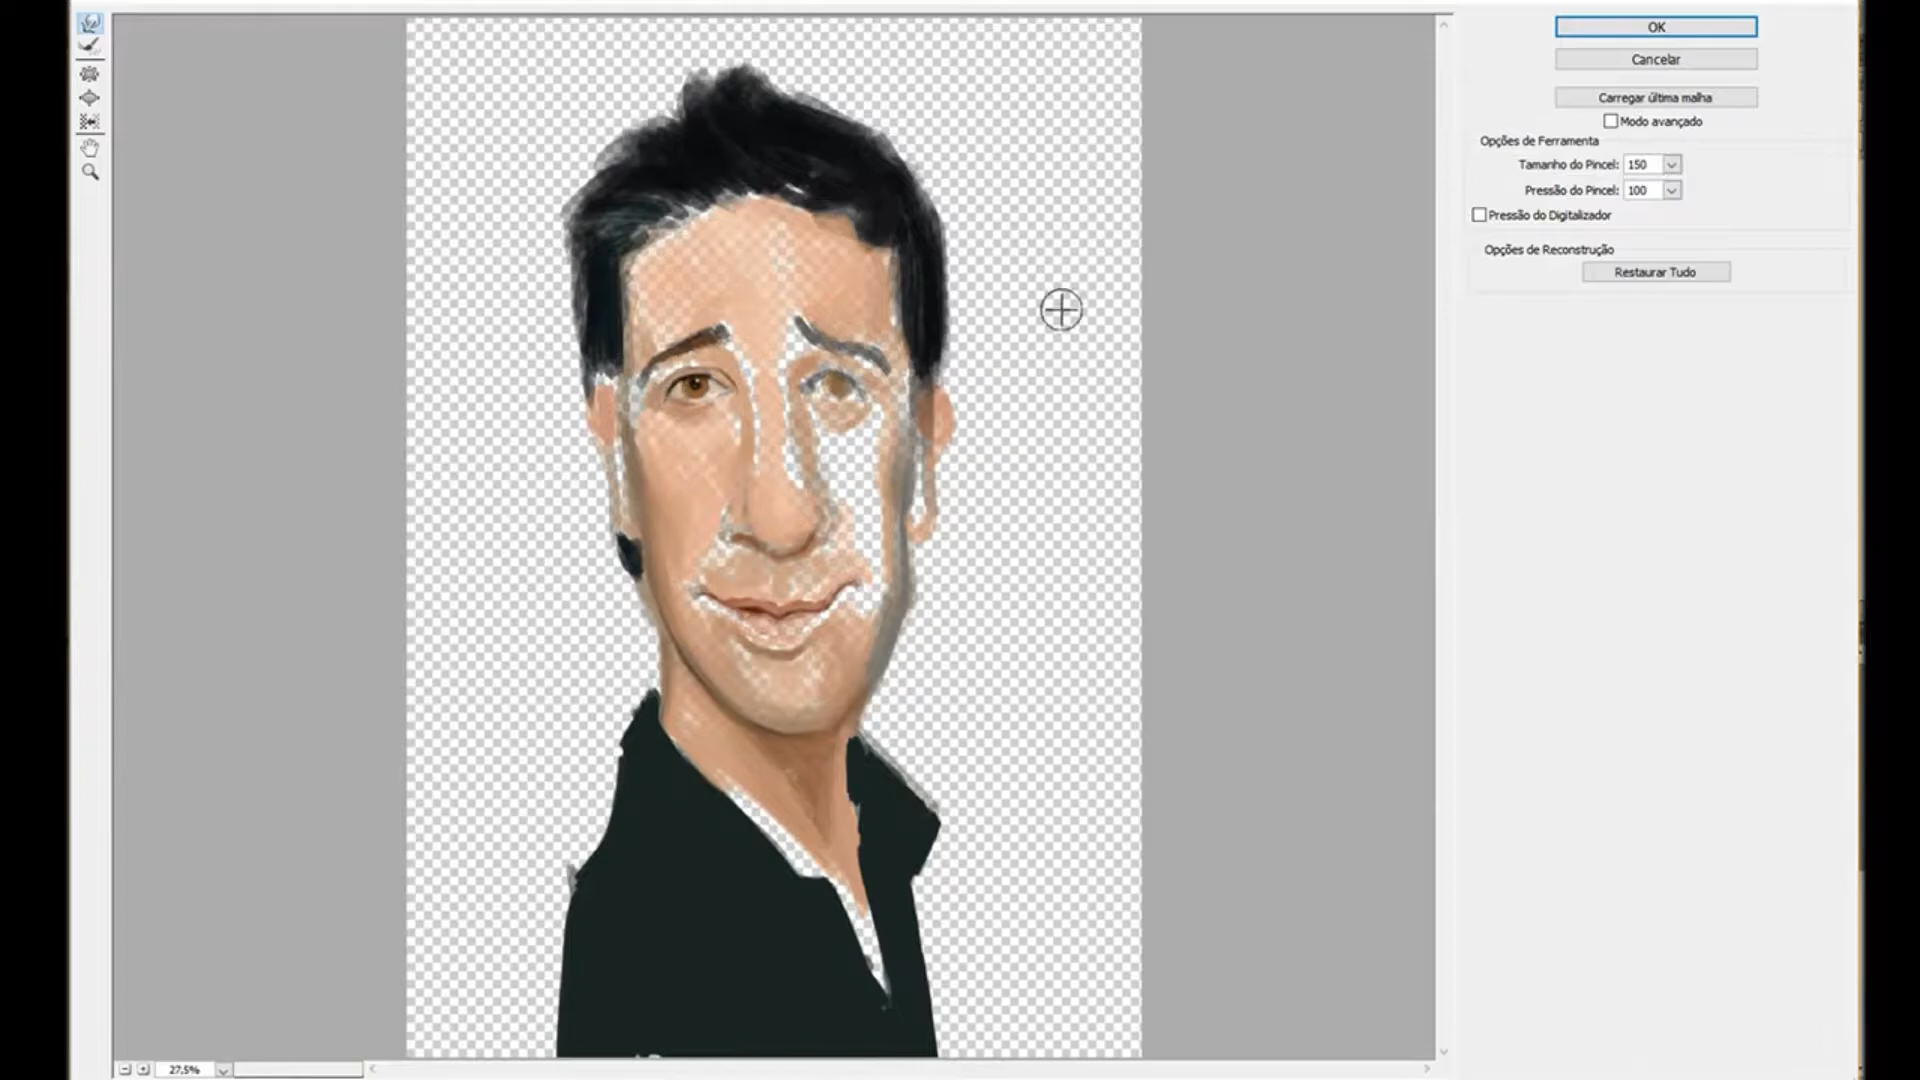 OK
Cancelar
Carregar última malha
Modo avançado
Opções de Ferramenta
Tamanho do Pincel: 150
Pressão do Pincel: 100
Pressão do Digitalizador
Opções de Reconstrução
Restaurar Tudo
27,5%